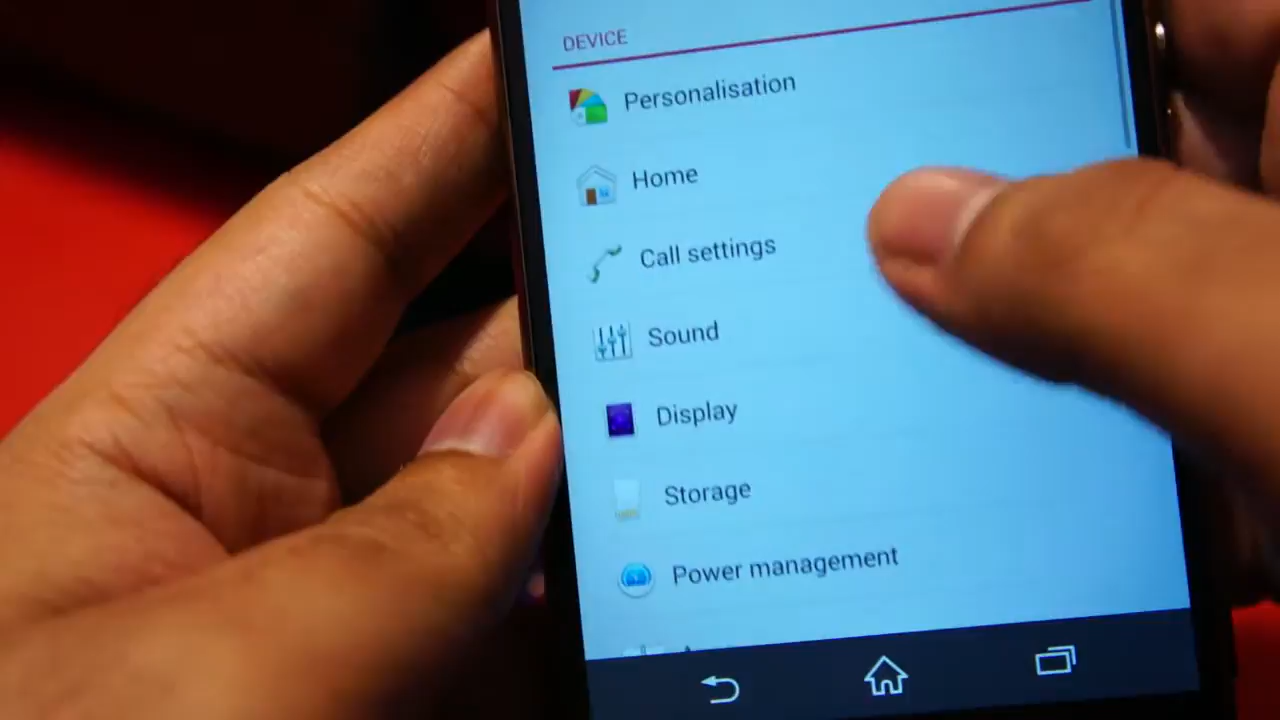 DEVICE
Personalisation
Home
Call settings
Sound
Display
Storage
Power management